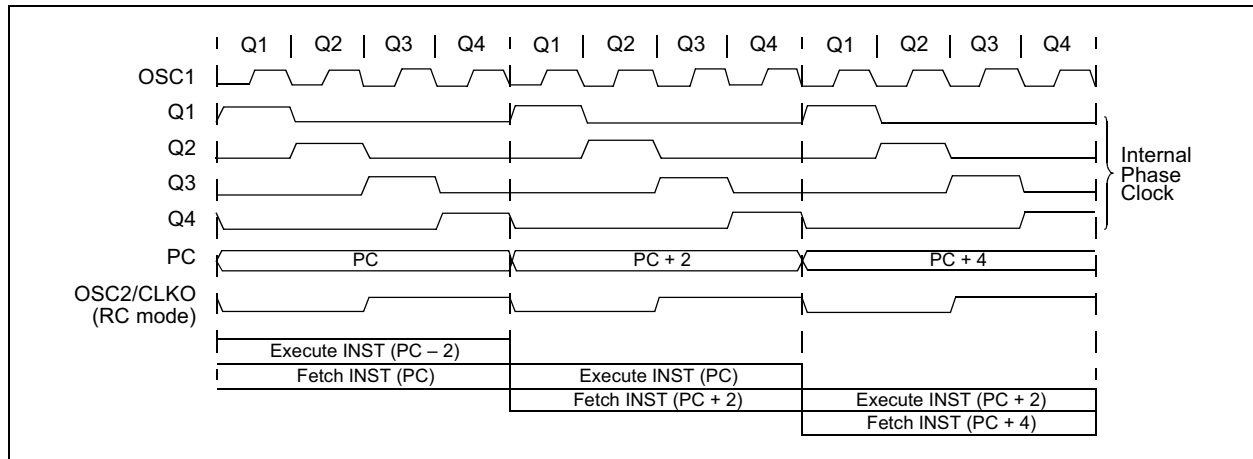 Q1 Q2 Q3 Q4 Q1 Q2 Q3 Q4 Q1 Q2 Q3 Q4
OSC1
Q1
Q2
Q3
Q4
Internal
Phase
Clock
PC PC PC + 2 PC + 4
OSC2/CLKO
(RC mode)
Execute INST (PC – 2)
Fetch INST (PC) Execute INST (PC)
Fetch INST (PC + 2) Execute INST (PC + 2)
Fetch INST (PC + 4)